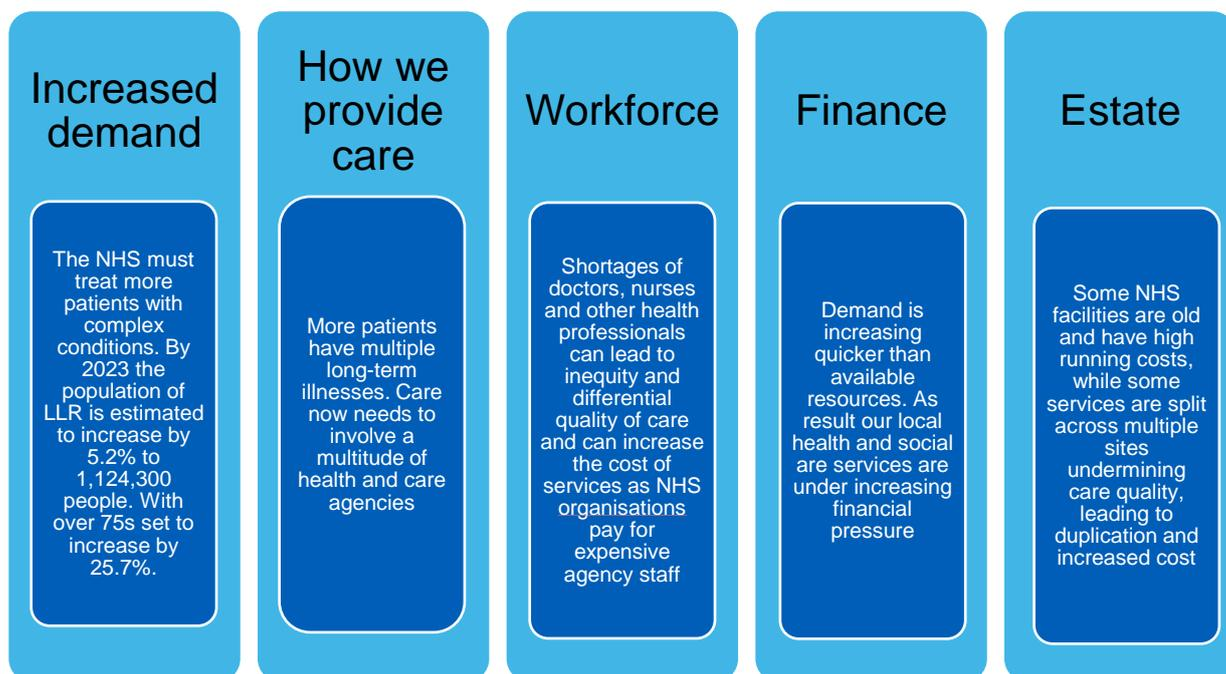 Increased
demand
The NHS must
treat more
patients with
complex
conditions. By
2023 the
population of
LLR is estimated
to increase by
5.2% to
1,124,300
people. With
over 75s set to
increase by
25.7%.
How we
provide
care
More patients
have multiple
long-term
illnesses. Care
now needs to
involve a
multitude of
health and care
agencies
Workforce
Shortages of
doctors, nurses
and other health
professionals
can lead to
inequity and
differential
quality of care
and can increase
the cost of
services as NHS
organisations
pay for
expensive
agency staff
Finance
Demand is
increasing
quicker than
available
resources. As
result our local
health and social
are services are
under increasing
financial
pressure
Estate
Some NHS
facilities are old
and have high
running costs,
while some
services are split
across multiple
sites
undermining
care quality,
leading to
duplication and
increased cost